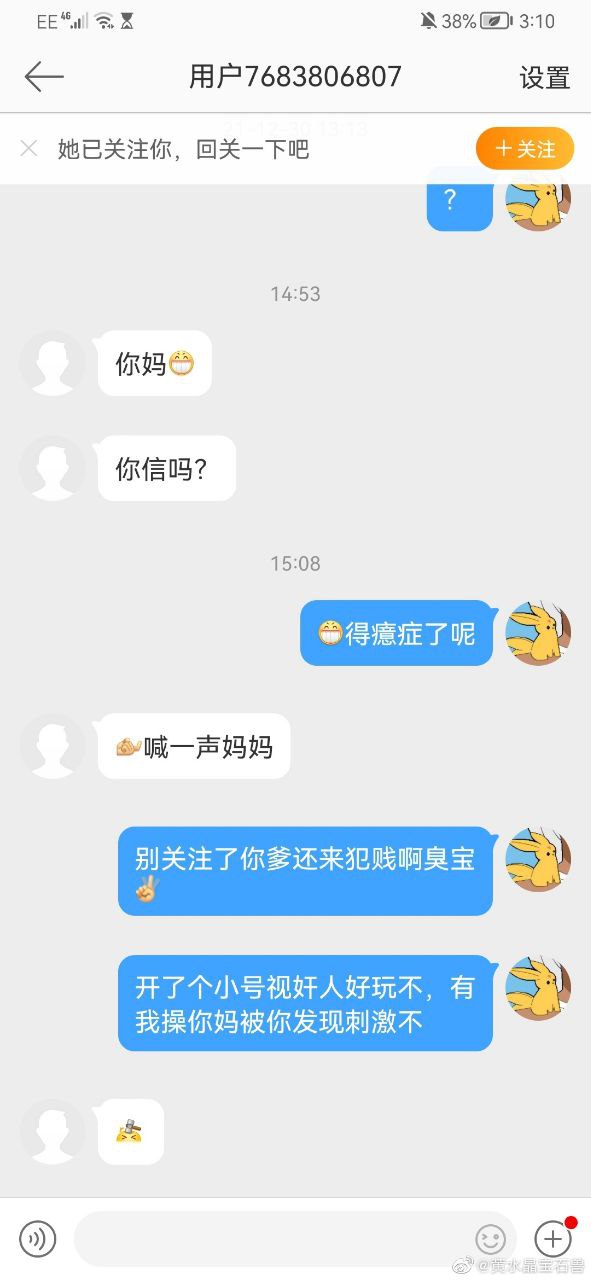 EE 4G 38% 3:10
用户7683806807 设置
21-12-30 13:13
她已关注你，回关一下吧 +关注
？
14:53
你妈😁
你信吗？
15:08
😁得癔症了呢
喊一声妈妈
别关注了你爹还来犯贱啊臭宝
✌🏼
开了个小号视奸人好玩不，有
我操你妈被你发现刺激不
@黄水晶宝石兽